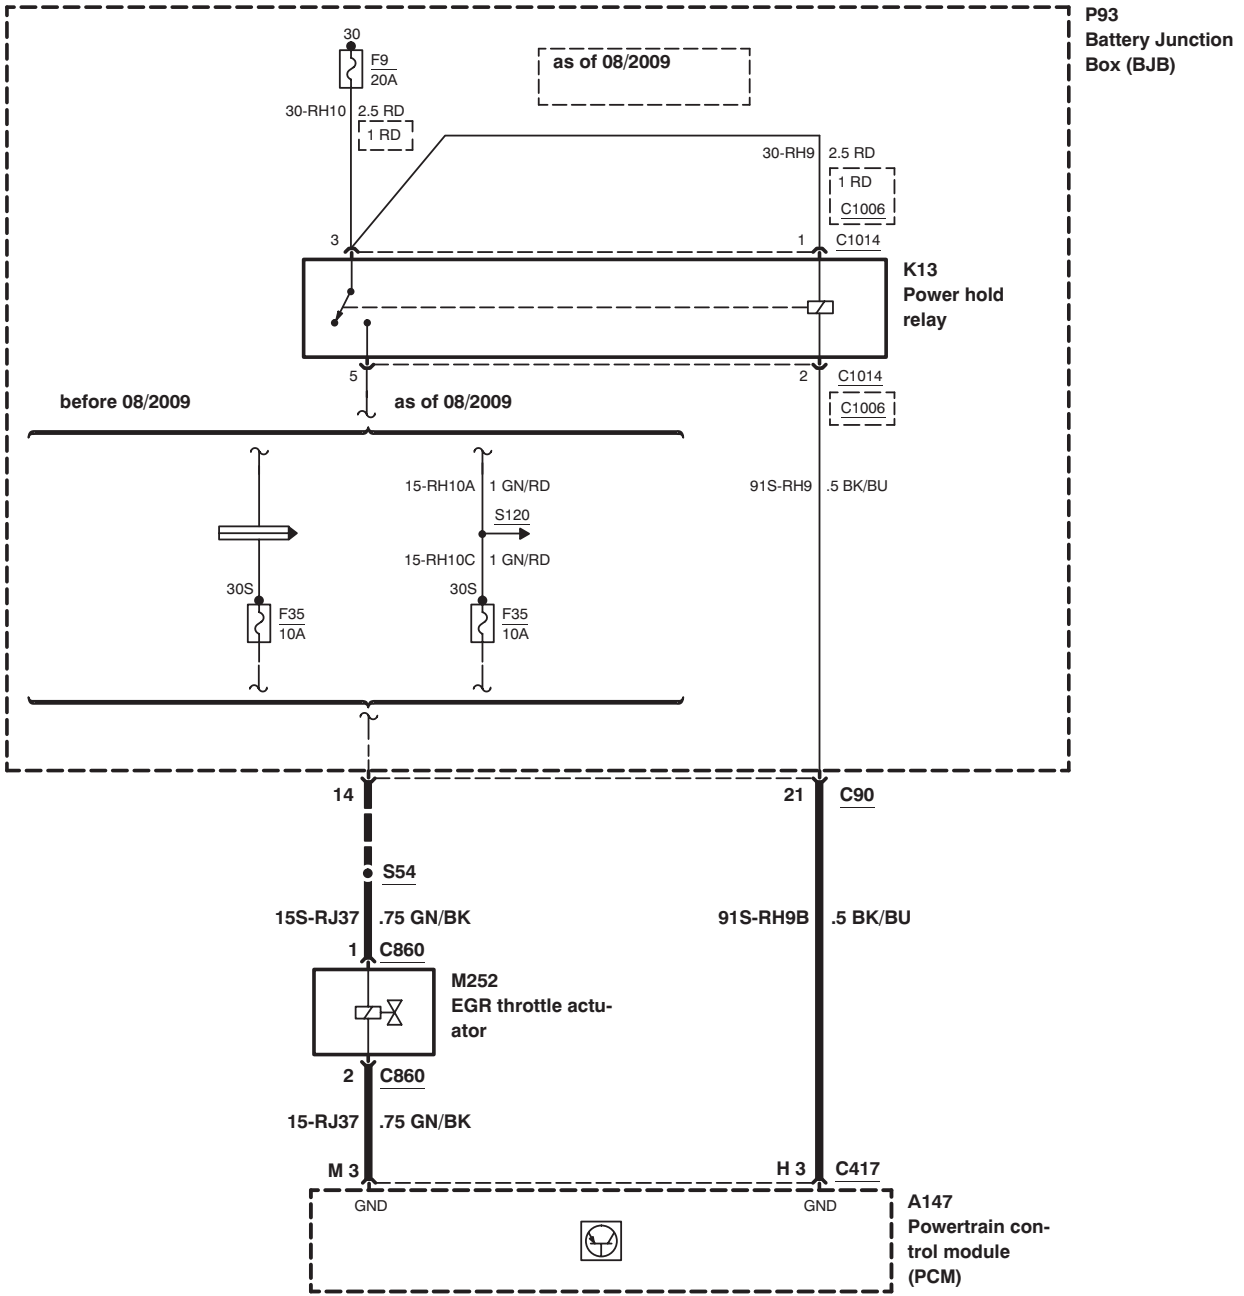 P93
Battery Junction
Box (BJB)
30
F9
20A
as of 08/2009
30-RH10 2.5 RD
1 RD
30-RH9 2.5 RD
1 RD
C1006
3
1 C1014
K13
Power hold
relay
5
2 C1014
C1006
before 08/2009 as of 08/2009
15-RH10A 1 GN/RD
91S-RH9 .5 BK/BU
S120
15-RH10C 1 GN/RD
30S
30S
F35
10A
F35
10A
14
21 C90
S54
15S-RJ37 .75 GN/BK
91S-RH9B .5 BK/BU
1 C860
M252
EGR throttle actu-
ator
2 C860
15-RJ37 .75 GN/BK
M 3
H 3 C417
GND
GND
A147
Powertrain con-
trol module
(PCM)